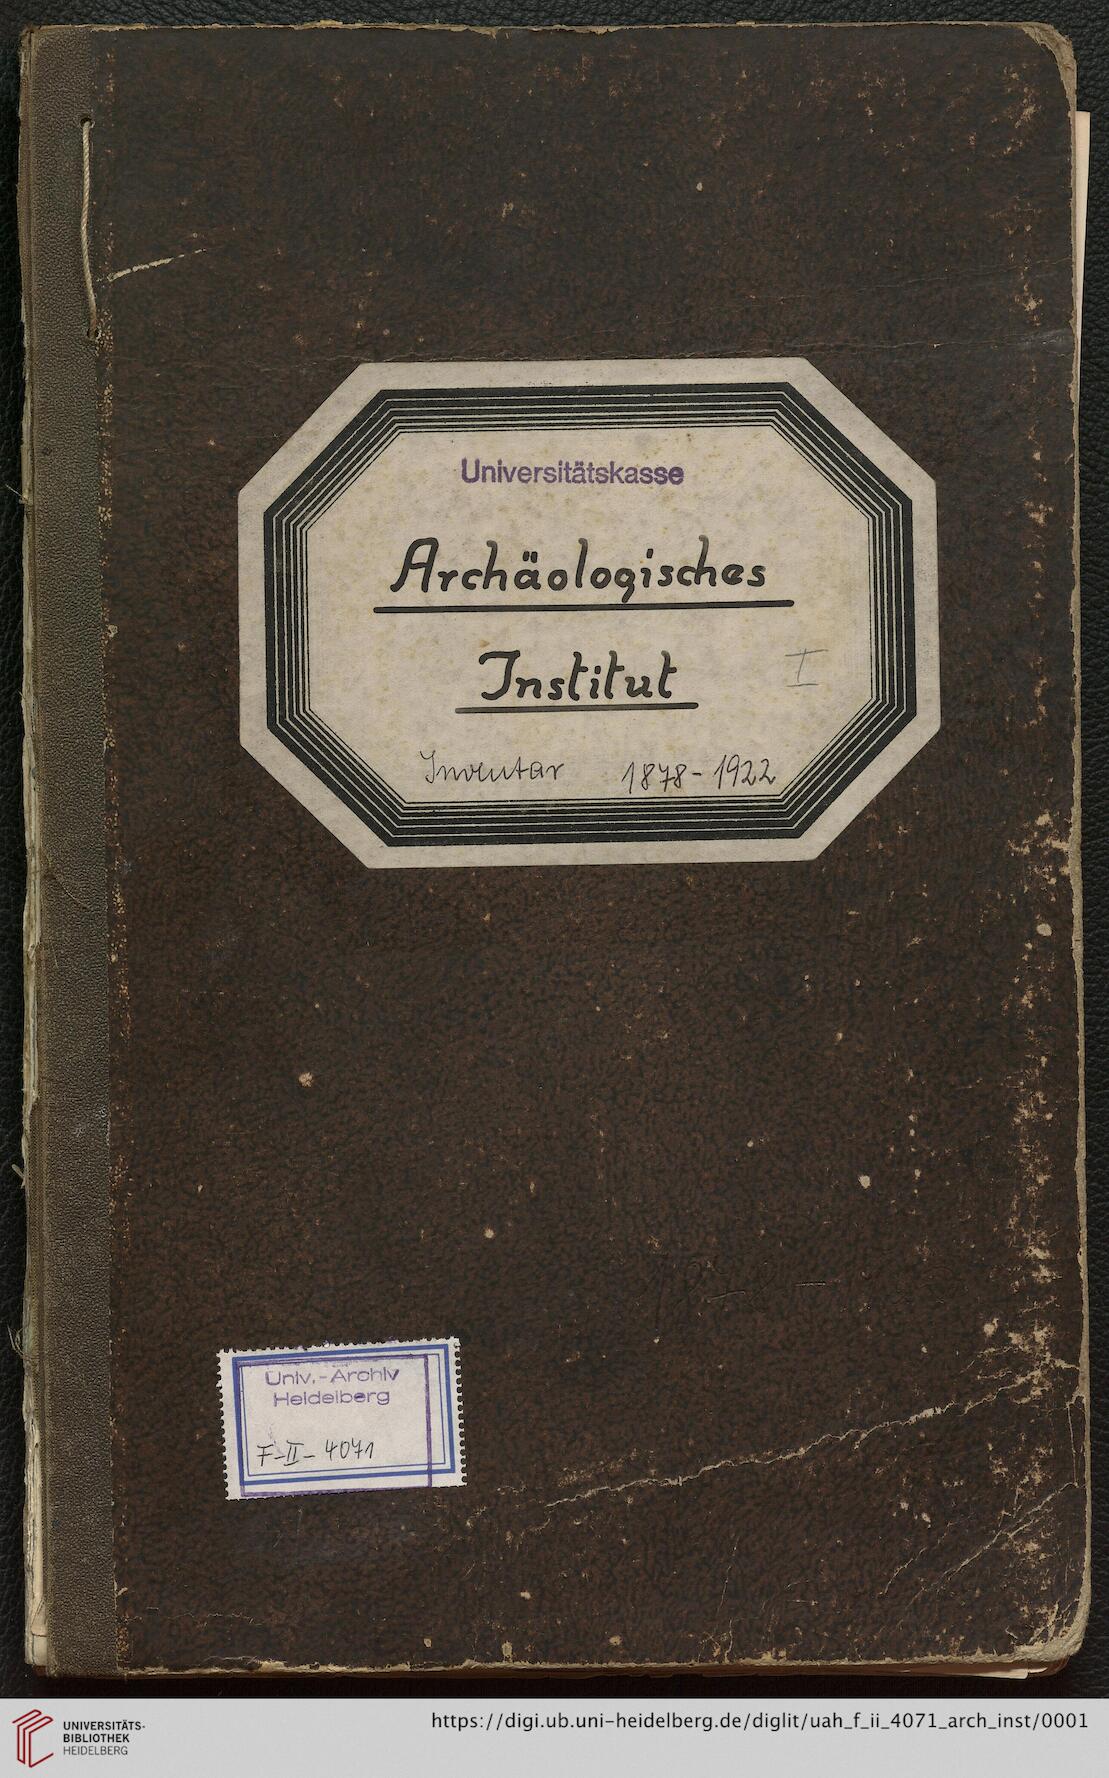 Universitätskasse
Archäologisches
Institut
I
Inventar 1878-1922
Univ.-Archiv
Heidelberg
F-II-4071
UNIVERSITÄTS-
BIBLIOTHEK
HEIDELBERG
https://digi.ub.uni-heidelberg.de/diglit/uah_f_ii_4071_arch_inst/0001